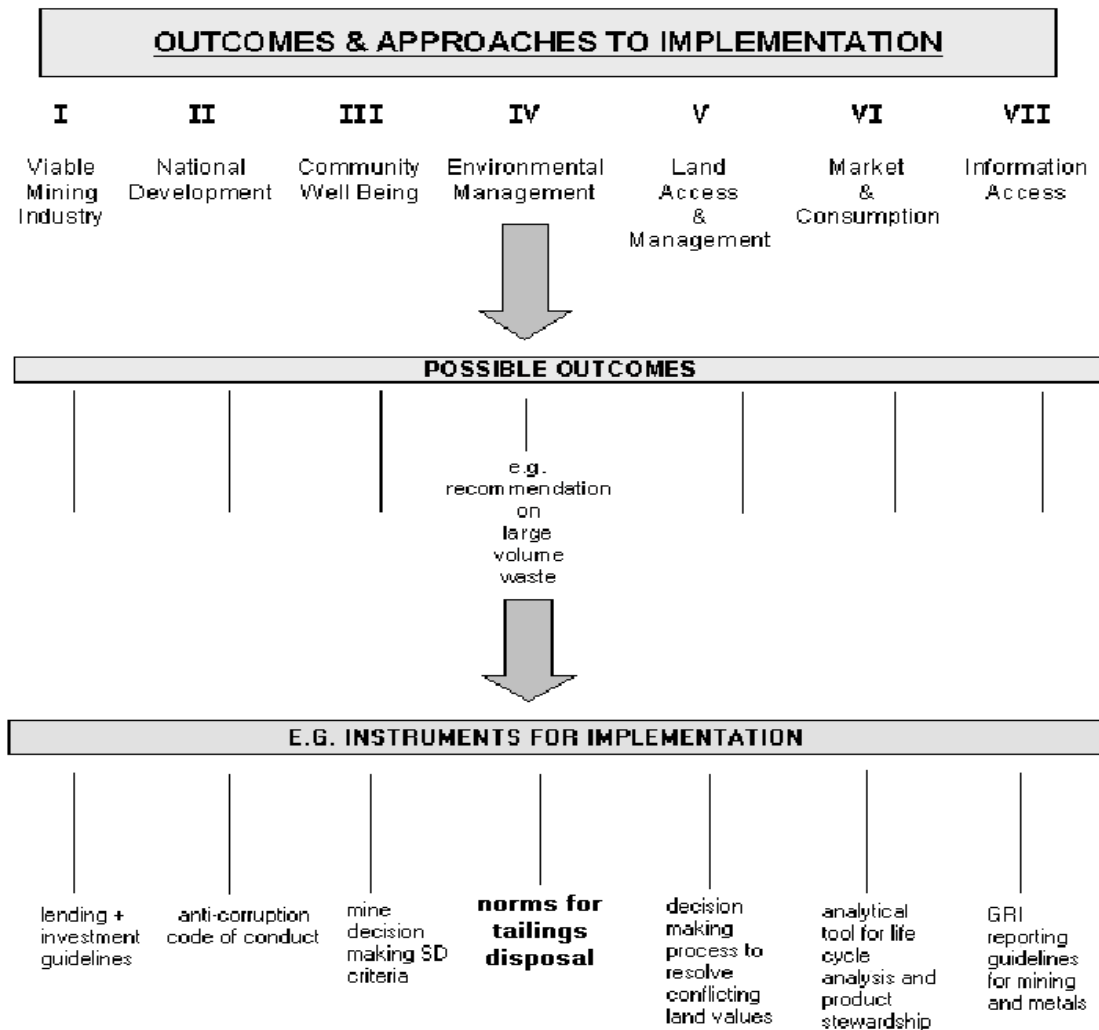 OUTCOMES & APPROACHES TO IMPLEMENTATION
I
Viable
Mining
Industry
II
National
Development
III
Community
Well Being
IV
Environmental
Management
V
Land
Access
&
Management
VI
Market
&
Consumption
VII
Information
Access
POSSIBLE OUTCOMES
e.g.
recommendation
on
large
volume
waste
E.G. INSTRUMENTS FOR IMPLEMENTATION
lending +
investment
guidelines
anti-corruption
code of conduct
mine
decision
making SD
criteria
norms for
tailings
disposal
decision
making
process to
resolve
conflicting
land values
analytical
tool for life
cycle
analysis and
product
stewardship
GRI
reporting
guidelines
for mining
and metals